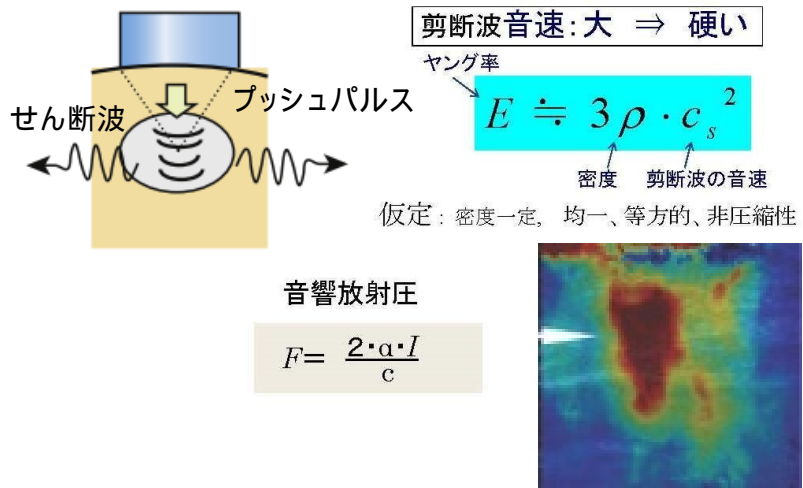 剪断波音速:大 ⇒ 硬い
ヤング率
プッシュパルス
せん断波
E ≒ 3ρ・cₛ²
密度 剪断波の音速
仮定:密度一定, 均一、等方的、非圧縮性
音響放射圧
F= 2·α·I / c